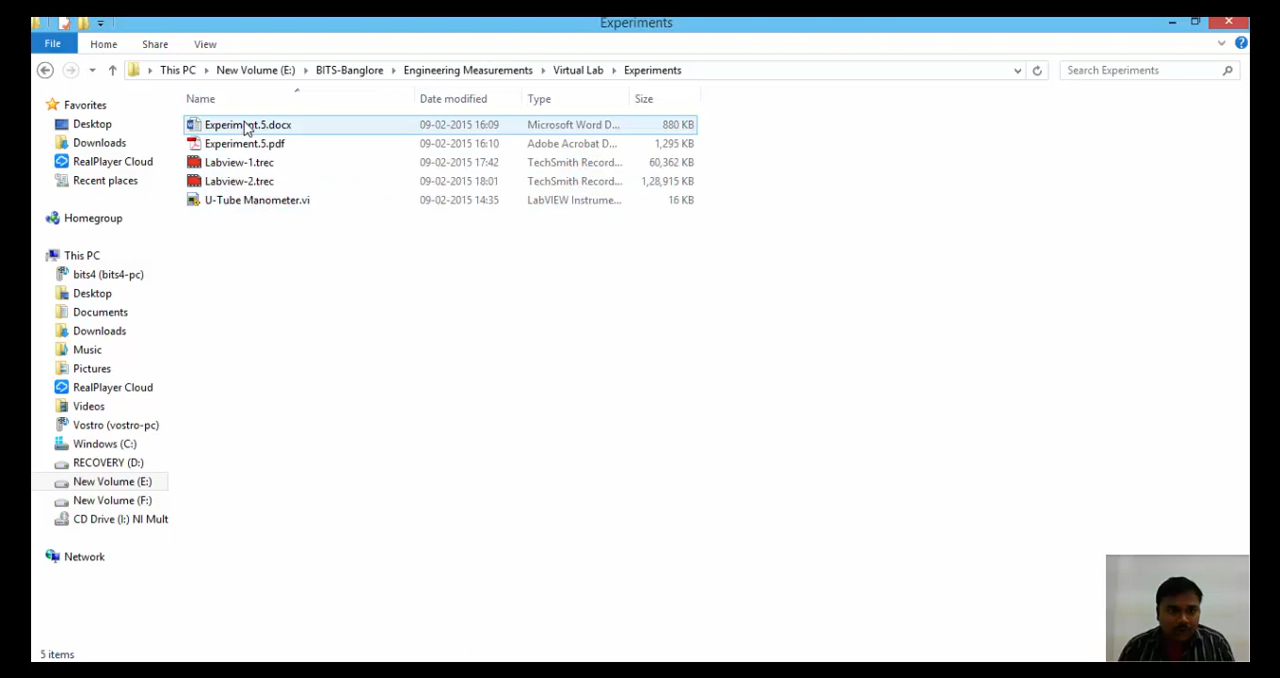 Experiments
File Home Share View
This PC New Volume (E:) BITS-Banglore Engineering Measurements Virtual Lab Experiments Search Experiments
Name Date modified Type Size
Experiment.5.docx 09-02-2015 16:09 Microsoft Word D... 880 KB
Experiment.5.pdf 09-02-2015 16:10 Adobe Acrobat D... 1,295 KB
Labview-1.trec 09-02-2015 17:42 TechSmith Record... 60,362 KB
Labview-2.trec 09-02-2015 18:01 TechSmith Record... 1,28,915 KB
U-Tube Manometer.vi 09-02-2015 14:35 LabVIEW Instrume... 16 KB
Favorites
Desktop
Downloads
RealPlayer Cloud
Recent places
Homegroup
This PC
bits4 (bits4-pc)
Desktop
Documents
Downloads
Music
Pictures
RealPlayer Cloud
Videos
Vostro (vostro-pc)
Windows (C:)
RECOVERY (D:)
New Volume (E:)
New Volume (F:)
CD Drive (I:) NI Mult
Network
5 items